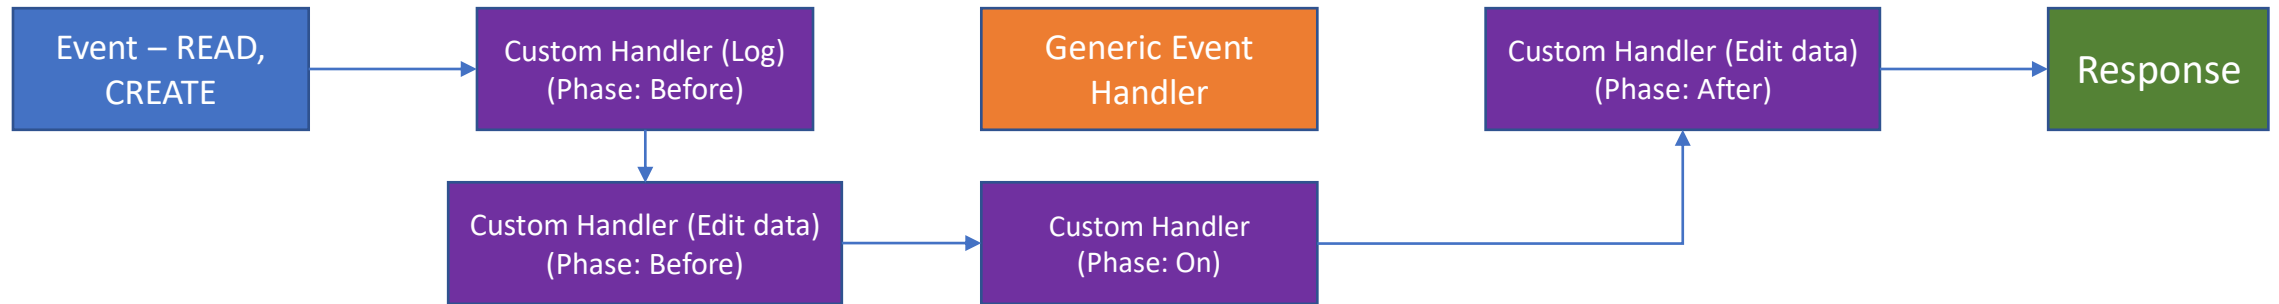 Event – READ,
CREATE
Custom Handler (Log)
(Phase: Before)
Generic Event
Handler
Custom Handler (Edit data)
(Phase: After)
Response
Custom Handler (Edit data)
(Phase: Before)
Custom Handler
(Phase: On)